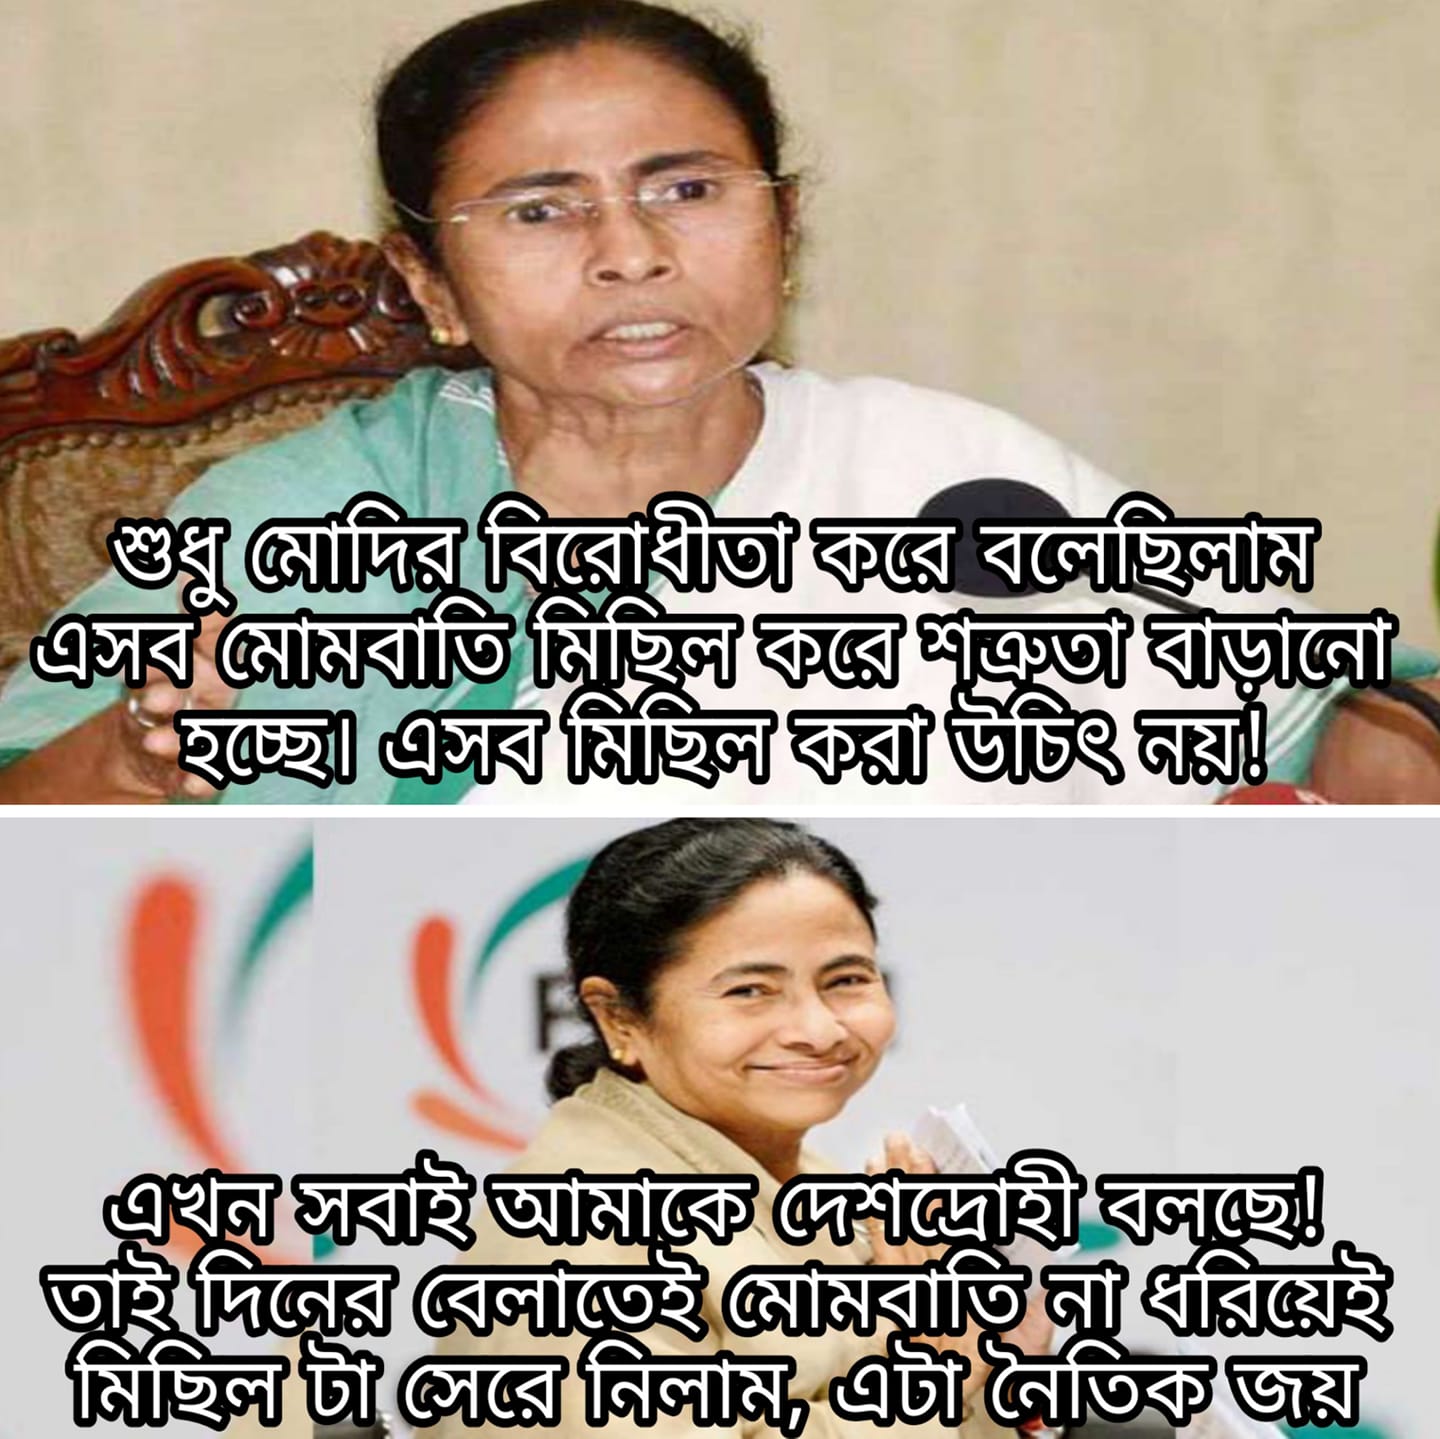 শুধু মোদির বিরোধীতা করে বলেছিলাম
এসব মোমবাতি মিছিল করে শত্রুতা বাড়ানো
হচ্ছে। এসব মিছিল করা উচিৎ নয়!
এখন সবাই আমাকে দেশদ্রোহী বলছে!
তাই দিনের বেলাতেই মোমবাতি না ধরিয়েই
মিছিল টা সেরে নিলাম, এটা নৈতিক জয়